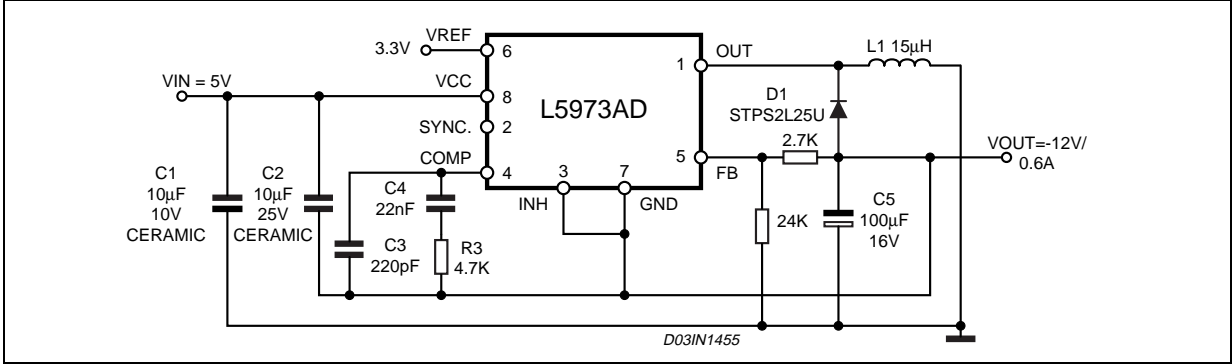 VREF
3.3V
6
VIN = 5V
VCC
8
SYNC.
2
COMP
4
L5973AD
1
OUT
L1 15µH
D1
STPS2L25U
2.7K
5
FB
VOUT=-12V/
0.6A
3
7
INH
GND
C1
10µF
10V
CERAMIC
C2
10µF
25V
CERAMIC
C4
22nF
C3
220pF
R3
4.7K
24K
C5
100µF
16V
D03IN1455